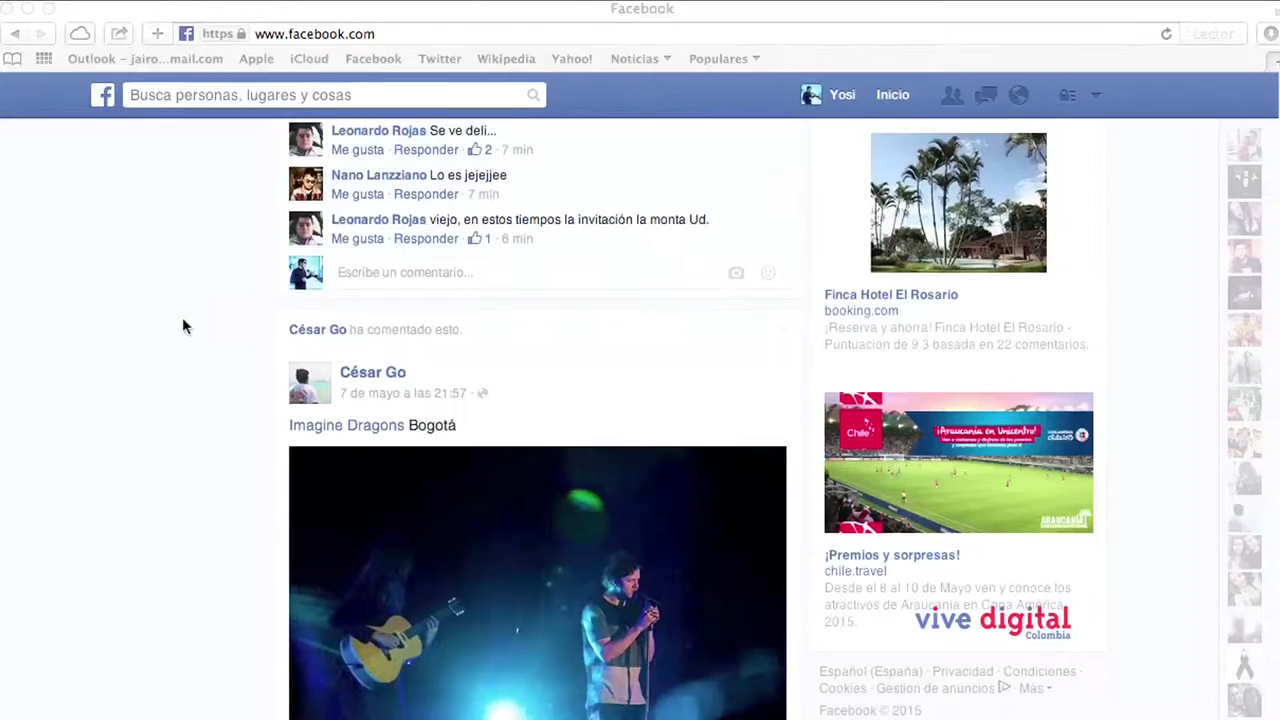 Facebook
https www.facebook.com
Lector
Outlook – jairo...mail.com Apple iCloud Facebook Twitter Wikipedia Yahoo! Noticias Populares
Busca personas, lugares y cosas
Yosi Inicio
Leonardo Rojas Se ve deli...
Me gusta · Responder · 2 · 7 min
Nano Lanzziano Lo es jejejjee
Me gusta · Responder · 7 min
Leonardo Rojas viejo, en estos tiempos la invitación la monta Ud.
Me gusta · Responder · 1 · 6 min
Escribe un comentario...
César Go ha comentado esto.
César Go
7 de mayo a las 21:57 ·
Imagine Dragons Bogotá
Finca Hotel El Rosario
booking.com
¡Reserva y ahorra! Finca Hotel El Rosario -
Puntuación de 9.3 basada en 22 comentarios.
Chile
¡Araucanía en Unicentro!
ARAUCANÍA
¡Premios y sorpresas!
chile.travel
Desde el 8 al 10 de Mayo ven y conoce los
atractivos de Araucanía en Copa América
2015.
vive digital
Colombia
Español (España) · Privacidad · Condiciones ·
Cookies · Gestión de anuncios · Más
Facebook © 2015